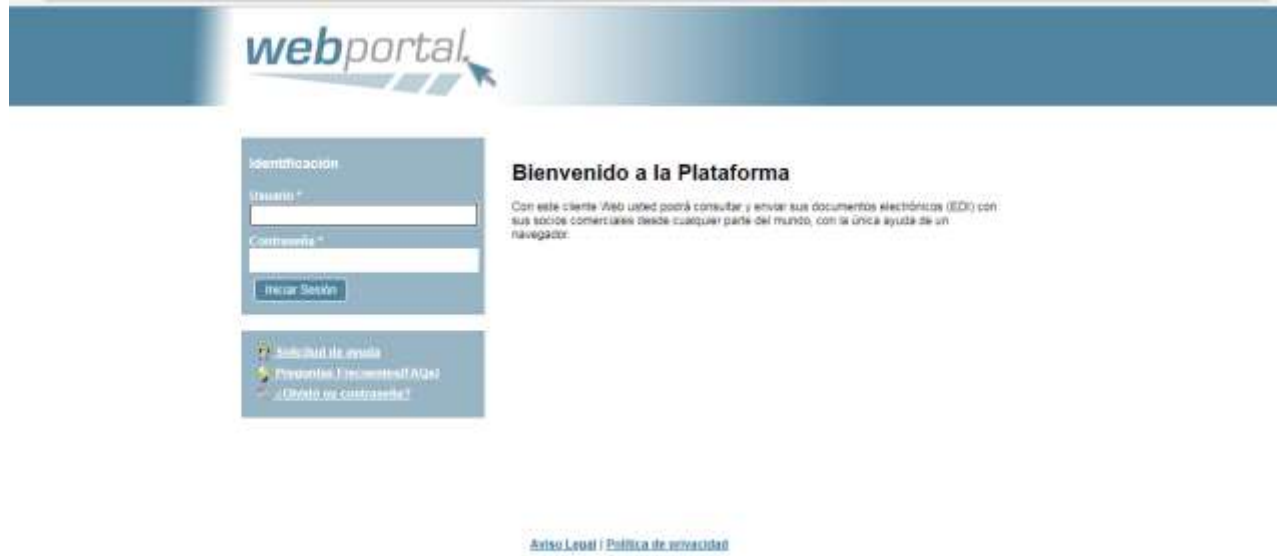 webportal
Identificación
Usuario *
Contraseña *
Iniciar Sesión
Solicitud de ayuda
Preguntas Frecuentes(FAQs)
¿Olvidó su contraseña?
Bienvenido a la Plataforma
Con este cliente Web usted podrá consultar y enviar sus documentos electrónicos (EDI) con
sus socios comerciales desde cualquier parte del mundo, con la única ayuda de un
navegador.
Aviso Legal | Política de privacidad